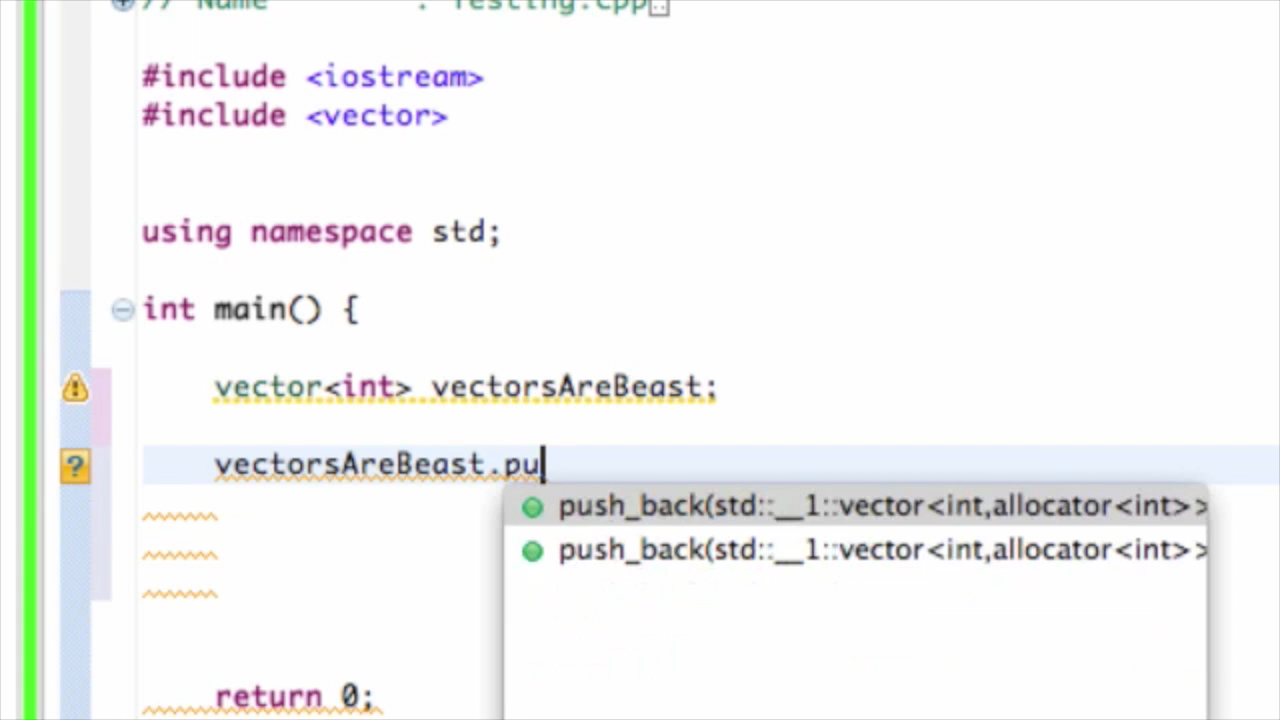 // Name : Testing.cpp
#include <iostream>
#include <vector>
using namespace std;
int main() {
vector<int> vectorsAreBeast;
vectorsAreBeast.pu
push_back(std::__1::vector<int,allocator<int> >
push_back(std::__1::vector<int,allocator<int> >
return 0;